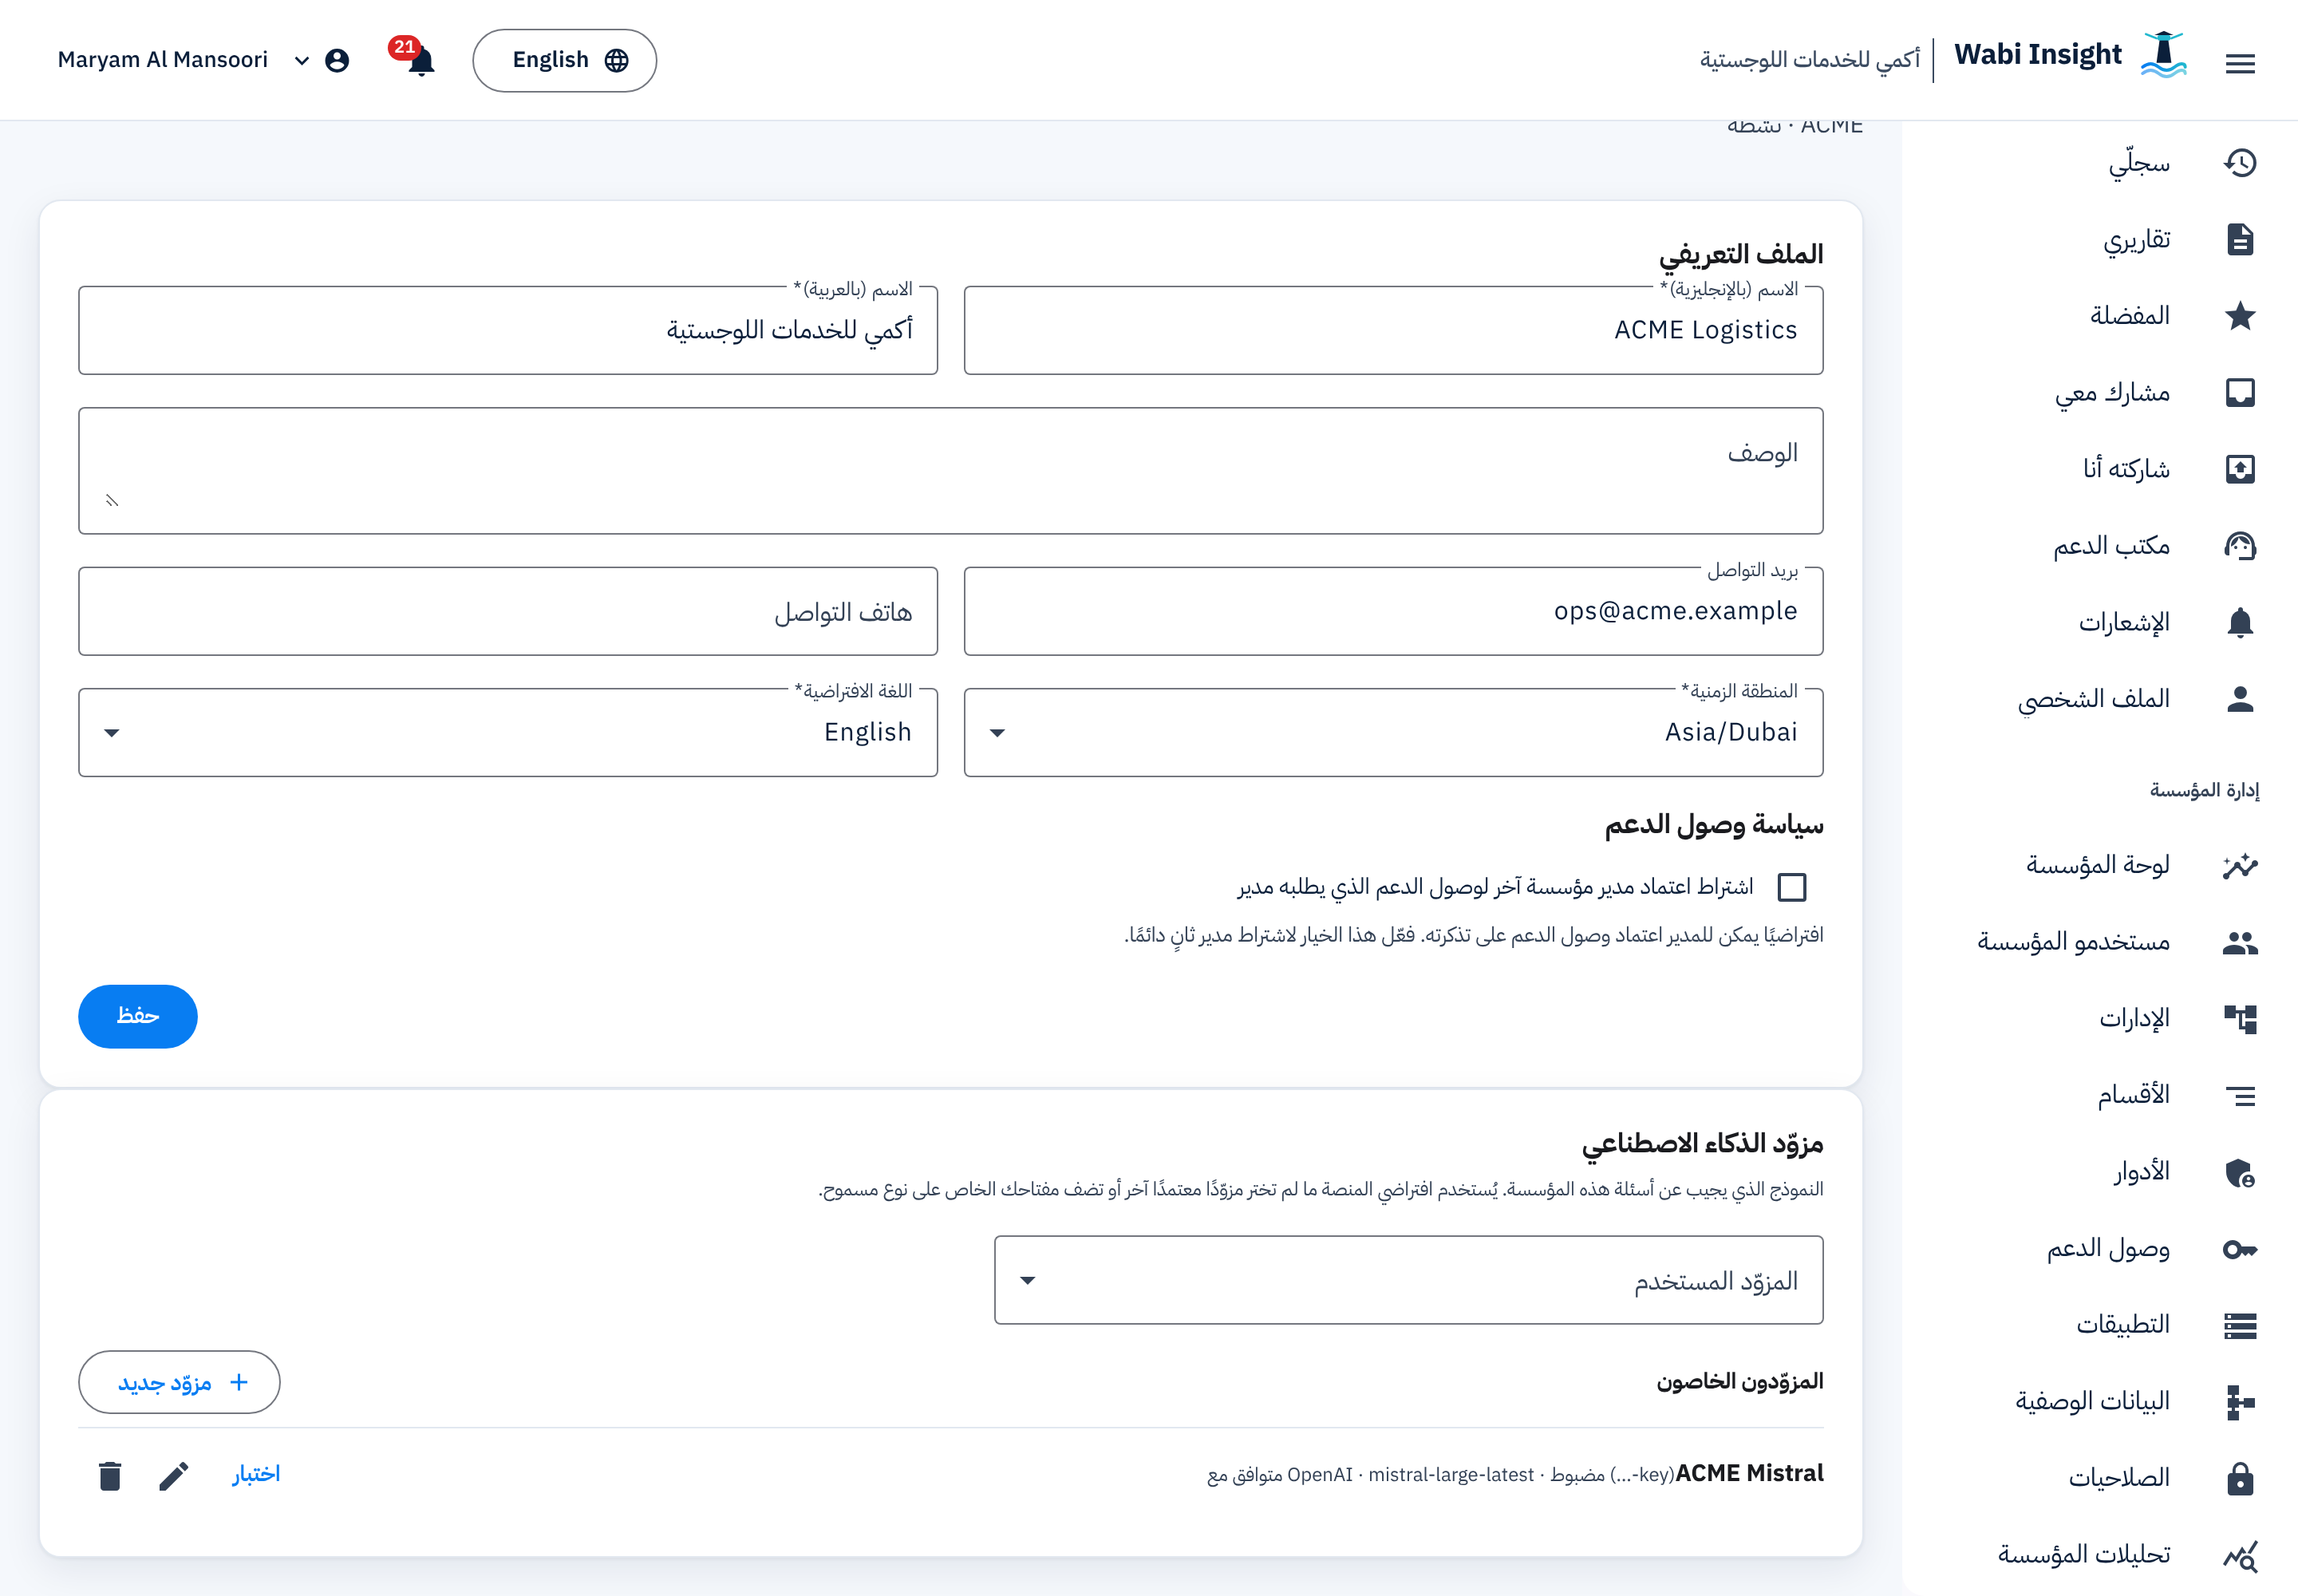 Wabi Insight | أكمي للخدمات اللوجستية
English
21
Maryam Al Mansoori
ACME · نشطة
سجلّي
تقاريري
المفضلة
مشارك معي
شاركته أنا
مكتب الدعم
الإشعارات
الملف الشخصي
إدارة المؤسسة
لوحة المؤسسة
مستخدمو المؤسسة
الإدارات
الأقسام
الأدوار
وصول الدعم
التطبيقات
البيانات الوصفية
الصلاحيات
تحليلات المؤسسة
الملف التعريفي
الاسم (بالإنجليزية)*
ACME Logistics
الاسم (بالعربية)*
أكمي للخدمات اللوجستية
الوصف
بريد التواصل
ops@acme.example
هاتف التواصل
المنطقة الزمنية*
Asia/Dubai
اللغة الافتراضية*
English
سياسة وصول الدعم
اشتراط اعتماد مدير مؤسسة آخر لوصول الدعم الذي يطلبه مدير
افتراضيًا يمكن للمدير اعتماد وصول الدعم على تذكرته. فعّل هذا الخيار لاشتراط مدير ثانٍ دائمًا.
حفظ
مزوّد الذكاء الاصطناعي
النموذج الذي يجيب عن أسئلة هذه المؤسسة. يُستخدم افتراضي المنصة ما لم تختر مزوّدًا معتمدًا آخر أو تضف مفتاحك الخاص على نوع مسموح.
المزوّد المستخدم
المزوّدون الخاصون
+ مزوّد جديد
ACME Mistral
متوافق مع OpenAI · mistral-large-latest · مضبوط (...-key)
اختبار